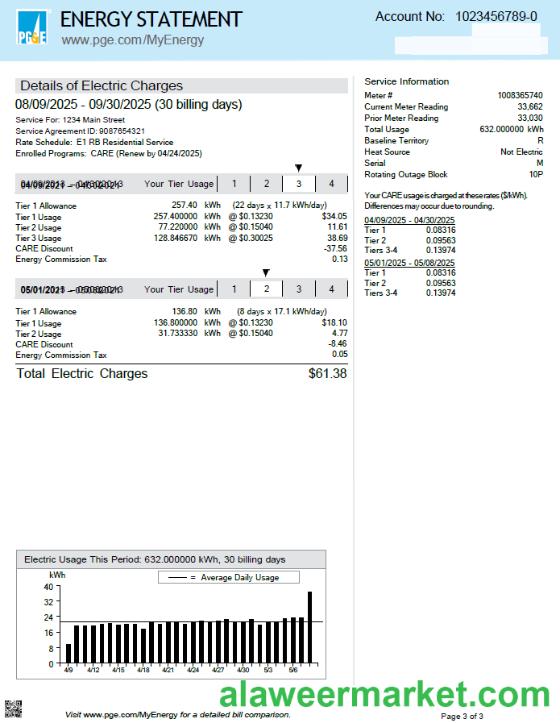 PG&E
ENERGY STATEMENT
www.pge.com/MyEnergy
Account No: 1023456789-0
Details of Electric Charges
08/09/2025 - 09/30/2025 (30 billing days)
Service For: 1234 Main Street
Service Agreement ID: 9087654321
Rate Schedule: E1 RB Residential Service
Enrolled Programs: CARE (Renew by 04/24/2025)
Your Tier Usage 1 2 3 4
Tier 1 Allowance 257.40 kWh (22 days x 11.7 kWh/day)
Tier 1 Usage 257.400000 kWh @ $0.13230 $34.05
Tier 2 Usage 77.220000 kWh @ $0.15040 11.61
Tier 3 Usage 128.846670 kWh @ $0.30025 38.69
CARE Discount -37.56
Energy Commission Tax 0.13
Your Tier Usage 1 2 3 4
Tier 1 Allowance 136.80 kWh (8 days x 17.1 kWh/day)
Tier 1 Usage 136.800000 kWh @ $0.13230 $18.10
Tier 2 Usage 31.733330 kWh @ $0.15040 4.77
CARE Discount -8.46
Energy Commission Tax 0.05
Total Electric Charges $61.38
Service Information
Meter # 1008365740
Current Meter Reading 33,662
Prior Meter Reading 33,030
Total Usage 632.000000 kWh
Baseline Territory R
Heat Source Not Electric
Serial M
Rotating Outage Block 10P
Your CARE usage is charged at these rates ($/kWh).
Differences may occur due to rounding.
04/09/2025 - 04/30/2025
Tier 1 0.08316
Tier 2 0.09563
Tiers 3-4 0.13974
05/01/2025 - 05/08/2025
Tier 1 0.08316
Tier 2 0.09563
Tiers 3-4 0.13974
Electric Usage This Period: 632.000000 kWh, 30 billing days
kWh
= Average Daily Usage
40
32
24
16
8
0
4/9 4/12 4/15 4/18 4/21 4/24 4/27 4/30 5/3 5/6
alaweermarket.com
Visit www.pge.com/MyEnergy for a detailed bill comparison.
Page 3 of 3